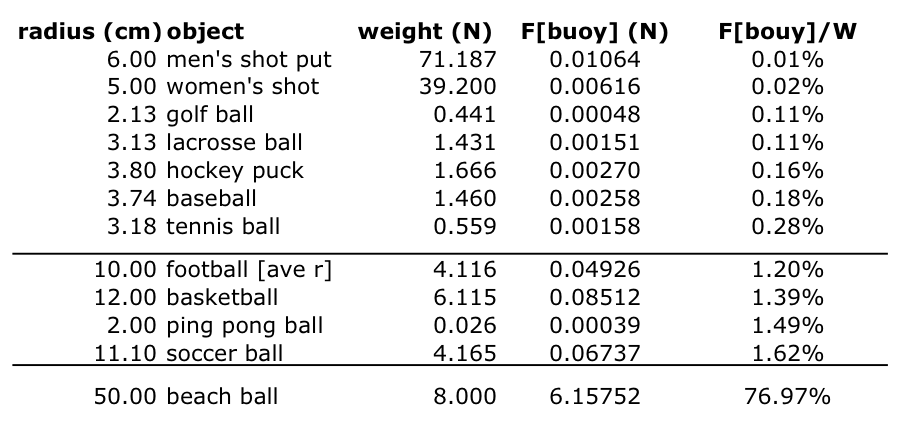 radius (cm) object weight (N) F[buoy] (N) F[bouy]/W
6.00 men's shot put 71.187 0.01064 0.01%
5.00 women's shot 39.200 0.00616 0.02%
2.13 golf ball 0.441 0.00048 0.11%
3.13 lacrosse ball 1.431 0.00151 0.11%
3.80 hockey puck 1.666 0.00270 0.16%
3.74 baseball 1.460 0.00258 0.18%
3.18 tennis ball 0.559 0.00158 0.28%
10.00 football [ave r] 4.116 0.04926 1.20%
12.00 basketball 6.115 0.08512 1.39%
2.00 ping pong ball 0.026 0.00039 1.49%
11.10 soccer ball 4.165 0.06737 1.62%
50.00 beach ball 8.000 6.15752 76.97%